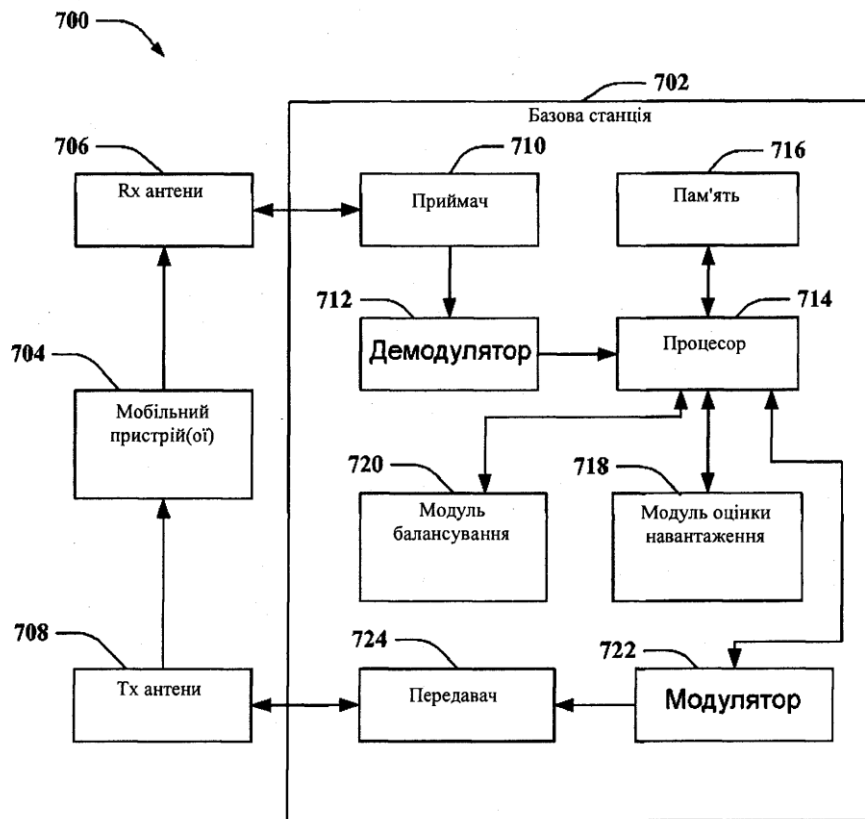 700
702
Базова станція
706
710
716
Rx антени
Приймач
Пам'ять
712
714
Демодулятор
Процесор
704
Мобільний
пристрій(ої)
720
718
Модуль
балансування
Модуль оцінки
навантаження
708
724
722
Tx антени
Передавач
Модулятор